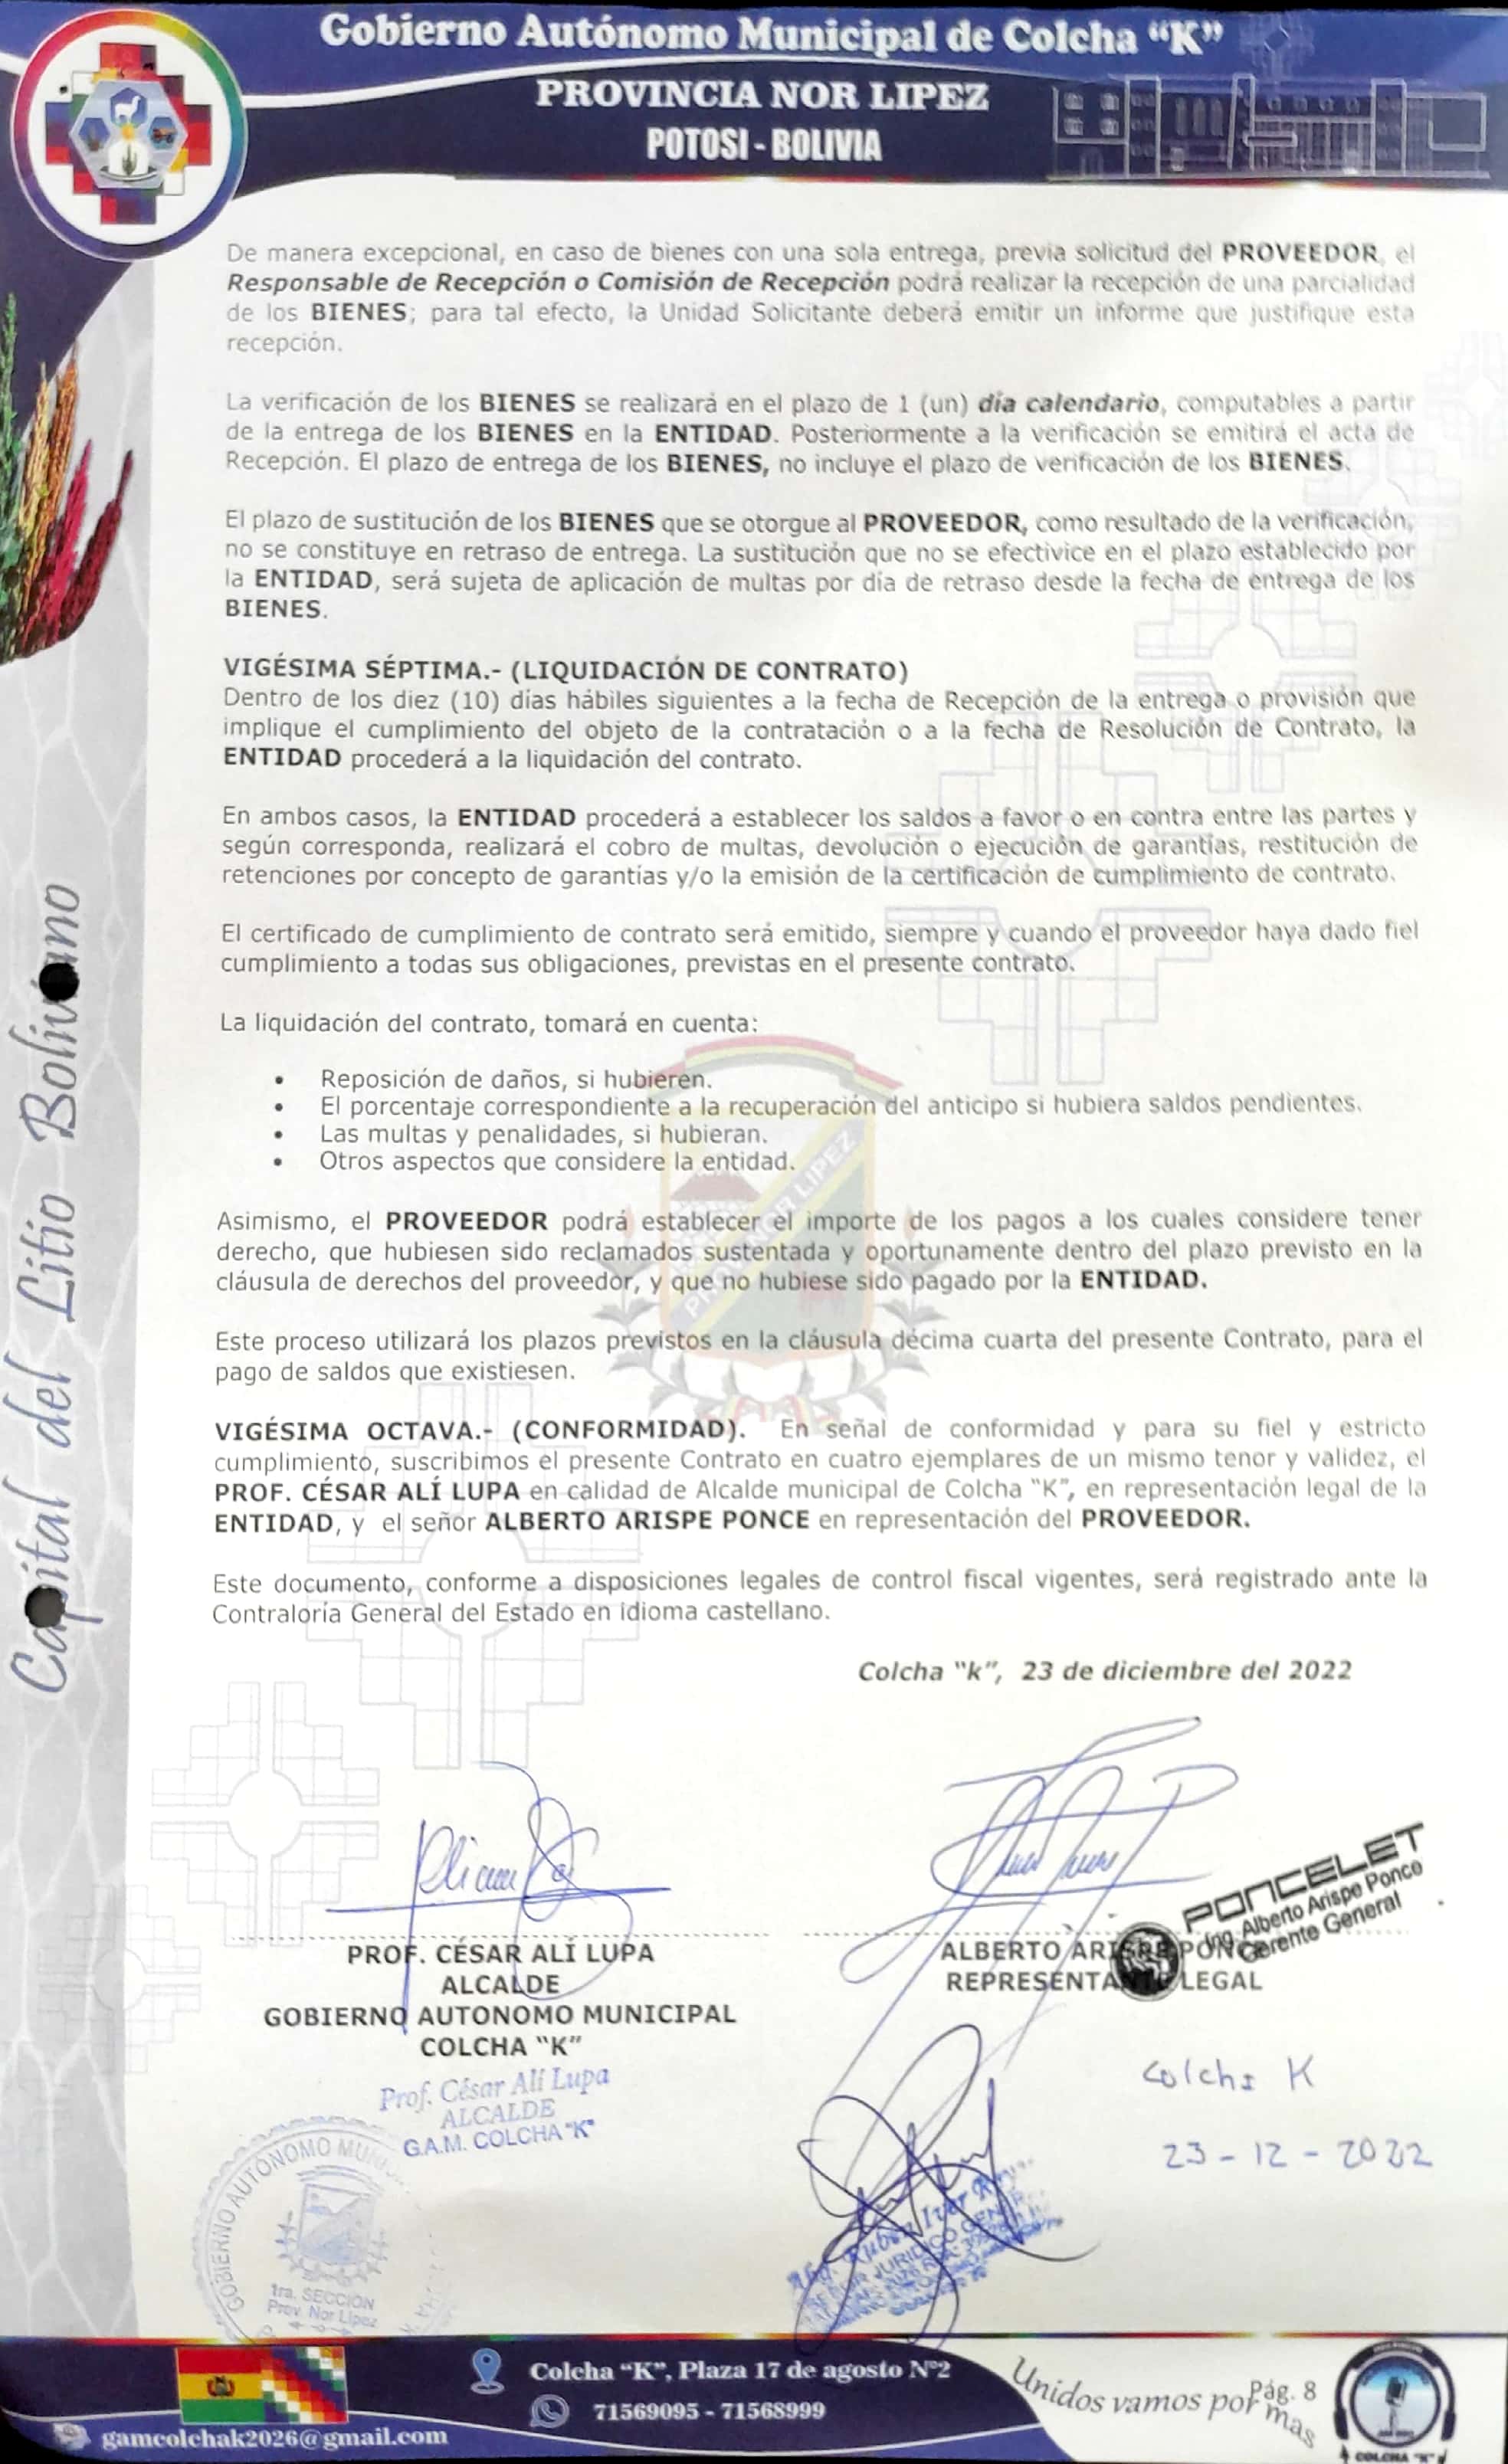 Gobierno Autónomo Municipal de Colcha “K”
PROVINCIA NOR LIPEZ
POTOSI - BOLIVIA
De manera excepcional, en caso de bienes con una sola entrega, previa solicitud del PROVEEDOR, el
Responsable de Recepción o Comisión de Recepción podrá realizar la recepción de una parcialidad
de los BIENES; para tal efecto, la Unidad Solicitante deberá emitir un informe que justifique esta
recepción.
La verificación de los BIENES se realizará en el plazo de 1 (un) día calendario, computables a partir
de la entrega de los BIENES en la ENTIDAD. Posteriormente a la verificación se emitirá el acta de
Recepción. El plazo de entrega de los BIENES, no incluye el plazo de verificación de los BIENES.
El plazo de sustitución de los BIENES que se otorgue al PROVEEDOR, como resultado de la verificación,
no se constituye en retraso de entrega. La sustitución que no se efectivice en el plazo establecido por
la ENTIDAD, será sujeta de aplicación de multas por día de retraso desde la fecha de entrega de los
BIENES.
VIGÉSIMA SÉPTIMA.- (LIQUIDACIÓN DE CONTRATO)
Dentro de los diez (10) días hábiles siguientes a la fecha de Recepción de la entrega o provisión que
implique el cumplimiento del objeto de la contratación o a la fecha de Resolución de Contrato, la
ENTIDAD procederá a la liquidación del contrato.
En ambos casos, la ENTIDAD procederá a establecer los saldos a favor o en contra entre las partes y
según corresponda, realizará el cobro de multas, devolución o ejecución de garantías, restitución de
retenciones por concepto de garantías y/o la emisión de la certificación de cumplimiento de contrato.
El certificado de cumplimiento de contrato será emitido, siempre y cuando el proveedor haya dado fiel
cumplimiento a todas sus obligaciones, previstas en el presente contrato.
La liquidación del contrato, tomará en cuenta:
• Reposición de daños, si hubieren.
• El porcentaje correspondiente a la recuperación del anticipo si hubiera saldos pendientes.
• Las multas y penalidades, si hubieran.
• Otros aspectos que considere la entidad.
Asimismo, el PROVEEDOR podrá establecer el importe de los pagos a los cuales considere tener
derecho, que hubiesen sido reclamados sustentada y oportunamente dentro del plazo previsto en la
cláusula de derechos del proveedor, y que no hubiese sido pagado por la ENTIDAD.
Este proceso utilizará los plazos previstos en la cláusula décima cuarta del presente Contrato, para el
pago de saldos que existiesen.
VIGÉSIMA OCTAVA.- (CONFORMIDAD). En señal de conformidad y para su fiel y estricto
cumplimiento, suscribimos el presente Contrato en cuatro ejemplares de un mismo tenor y validez, el
PROF. CÉSAR ALÍ LUPA en calidad de Alcalde municipal de Colcha “K”, en representación legal de la
ENTIDAD, y el señor ALBERTO ARISPE PONCE en representación del PROVEEDOR.
Este documento, conforme a disposiciones legales de control fiscal vigentes, será registrado ante la
Contraloría General del Estado en idioma castellano.
Colcha “k”, 23 de diciembre del 2022
PROF. CÉSAR ALÍ LUPA
ALCALDE
GOBIERNO AUTONOMO MUNICIPAL
COLCHA “K”
Prof. César Alí Lupa
ALCALDE
G.A.M. COLCHA "K"
GOBIERNO AUTÓNOMO
1ra. SECCIÓN
Prov. Nor Lipez
ALBERTO ARISPE PONCE
REPRESENTANTE LEGAL
PONCELET
Ing. Alberto Arispe Ponce
Gerente General
Colcha K
23-12-2022
Capital del Litio Boliviano
PROV. NOR LIPEZ
Colcha “K”, Plaza 17 de agosto Nº2
71569095 - 71568999
gamcolchak2026@gmail.com
Unidos vamos por mas
Pág. 8
COLCHA "K"